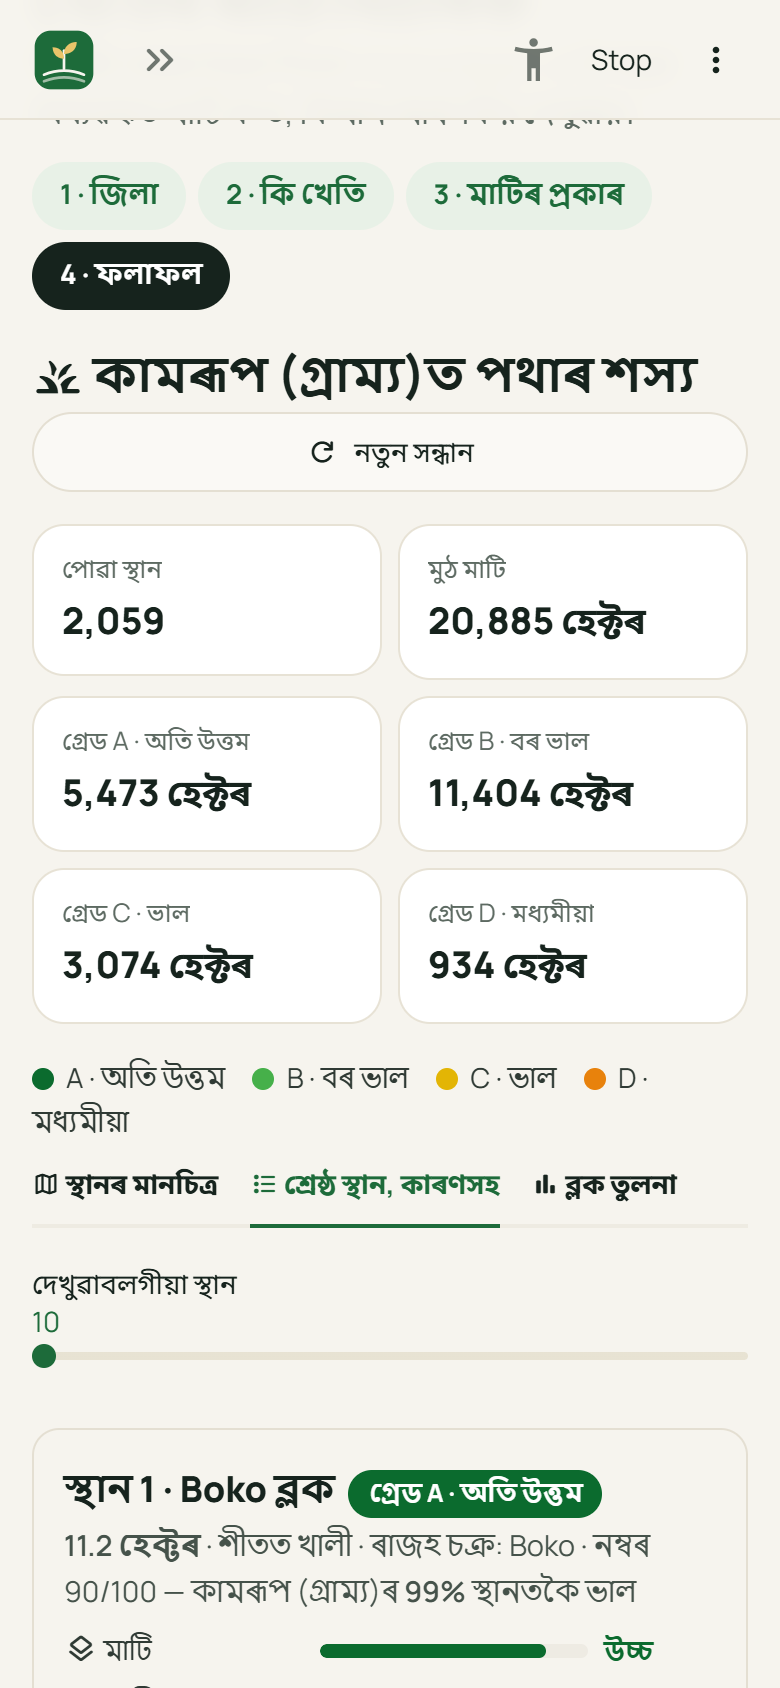 Stop
1 · জিলা
2 · কি খেতি
3 · মাটিৰ প্ৰকাৰ
4 · ফলাফল
কামৰূপ (গ্ৰাম্য)ত পথাৰ শস্য
নতুন সন্ধান
পোৱা স্থান
2,059
মুঠ মাটি
20,885 হেক্টৰ
গ্ৰেড A · অতি উত্তম
5,473 হেক্টৰ
গ্ৰেড B · বৰ ভাল
11,404 হেক্টৰ
গ্ৰেড C · ভাল
3,074 হেক্টৰ
গ্ৰেড D · মধ্যমীয়া
934 হেক্টৰ
A · অতি উত্তম B · বৰ ভাল C · ভাল D ·
মধ্যমীয়া
স্থানৰ মানচিত্ৰ
শ্ৰেষ্ঠ স্থান, কাৰণসহ
ব্লক তুলনা
দেখুৱাবলগীয়া স্থান
10
স্থান 1 · Boko ব্লক গ্ৰেড A · অতি উত্তম
11.2 হেক্টৰ · শীতত খালী · ৰাজহ চক্ৰ: Boko · নম্বৰ
90/100 — কামৰূপ (গ্ৰাম্য)ৰ 99% স্থানতকৈ ভাল
মাটি উচ্চ